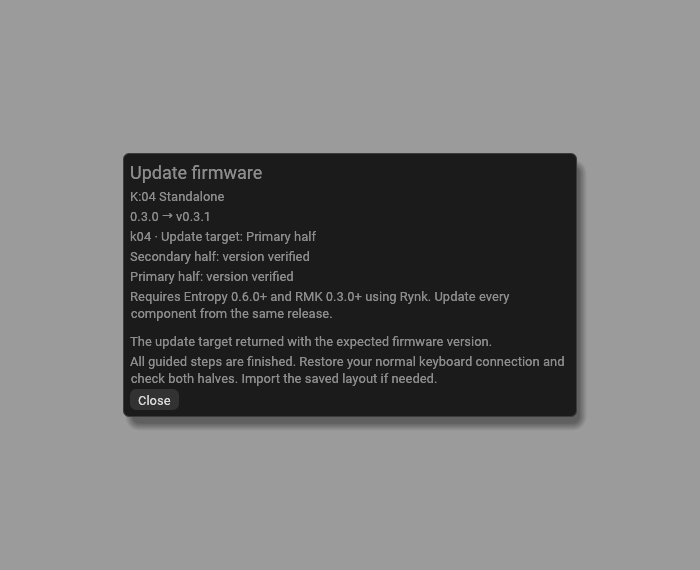 Update firmware
K:04 Standalone
0.3.0 → v0.3.1
k04 · Update target: Primary half
Secondary half: version verified
Primary half: version verified
Requires Entropy 0.6.0+ and RMK 0.3.0+ using Rynk. Update every
component from the same release.
The update target returned with the expected firmware version.
All guided steps are finished. Restore your normal keyboard connection and
check both halves. Import the saved layout if needed.
Close